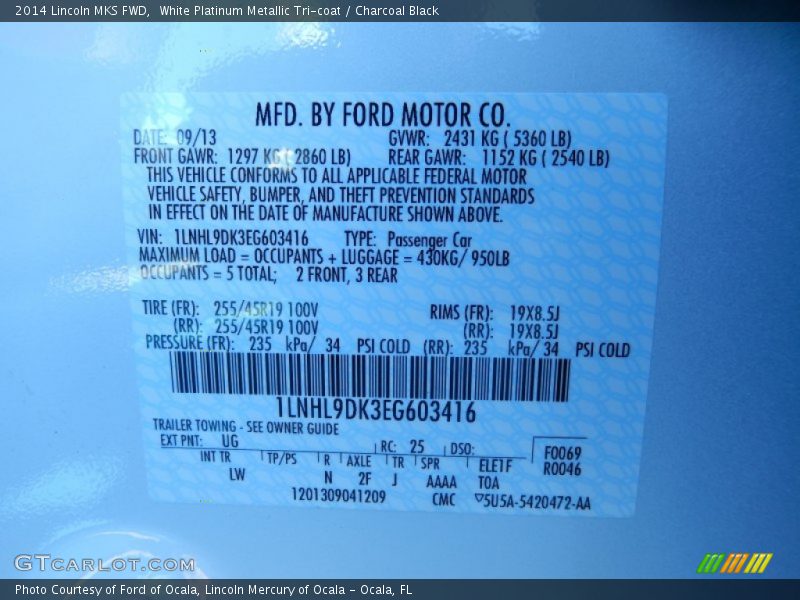 2014 Lincoln MKS FWD,  White Platinum Metallic Tri-coat / Charcoal Black
MFD. BY FORD MOTOR CO.
DATE: 09/13 GVWR: 2431 KG ( 5360 LB)
FRONT GAWR: 1297 KG ( 2860 LB) REAR GAWR: 1152 KG ( 2540 LB)
THIS VEHICLE CONFORMS TO ALL APPLICABLE FEDERAL MOTOR
VEHICLE SAFETY, BUMPER, AND THEFT PREVENTION STANDARDS
IN EFFECT ON THE DATE OF MANUFACTURE SHOWN ABOVE.
VIN: 1LNHL9DK3EG603416 TYPE: Passenger Car
MAXIMUM LOAD = OCCUPANTS + LUGGAGE = 430KG/ 950LB
OCCUPANTS = 5 TOTAL; 2 FRONT, 3 REAR
TIRE (FR): 255/45R19 100V RIMS (FR): 19X8.5J
(RR): 255/45R19 100V (RR): 19X8.5J
PRESSURE (FR): 235 kPa/ 34 PSI COLD (RR): 235 kPa/ 34 PSI COLD
1LNHL9DK3EG603416
TRAILER TOWING - SEE OWNER GUIDE
EXT PNT: UG RC: 25 DSO: F0069
INT TR TP/PS R AXLE TR SPR ELE1F R0046
LW N 2F J AAAA TOA
1201309041209 CMC ▽5U5A-5420472-AA
GTCarLot.com
Photo Courtesy of Ford of Ocala, Lincoln Mercury of Ocala - Ocala, FL